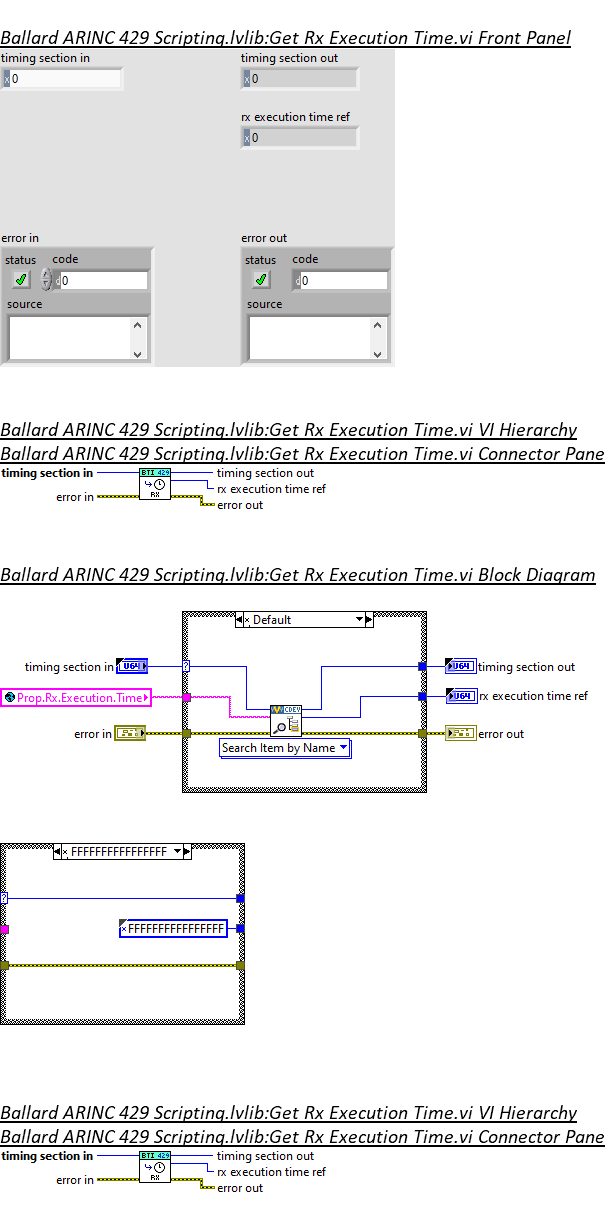 Ballard ARINC 429 Scripting.lvlib:Get Rx Execution Time.vi Front Panel
timing section in
timing section out
x 0
x 0
rx execution time ref
x 0
error in
error out
status code
status code
d 0
d 0
source
source
Ballard ARINC 429 Scripting.lvlib:Get Rx Execution Time.vi VI Hierarchy
Ballard ARINC 429 Scripting.lvlib:Get Rx Execution Time.vi Connector Pane
timing section in
BTI 429
RX
timing section out
rx execution time ref
error in
error out
Ballard ARINC 429 Scripting.lvlib:Get Rx Execution Time.vi Block Diagram
x Default
timing section in
U64
?
U64
timing section out
Prop.Rx.Execution.Time
U64
rx execution time ref
CDEV
error in
error out
Search Item by Name
x FFFFFFFFFFFFFFFF
?
x FFFFFFFFFFFFFFFF
Ballard ARINC 429 Scripting.lvlib:Get Rx Execution Time.vi VI Hierarchy
Ballard ARINC 429 Scripting.lvlib:Get Rx Execution Time.vi Connector Pane
timing section in
BTI 429
RX
timing section out
rx execution time ref
error in
error out